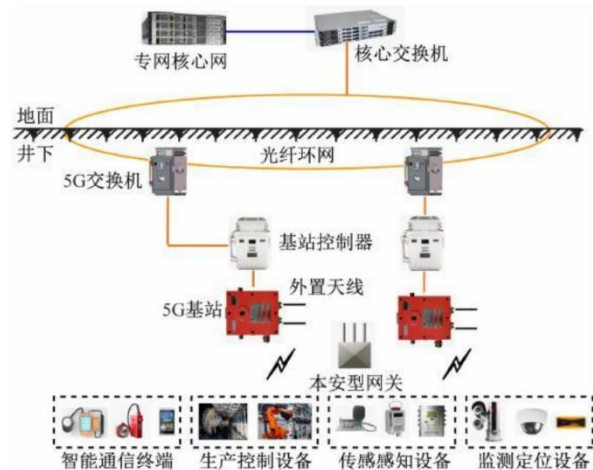 专网核心网
核心交换机
地面
井下
光纤环网
5G交换机
基站控制器
外置天线
5G基站
本安型网关
智能通信终端
生产控制设备
传感感知设备
监测定位设备